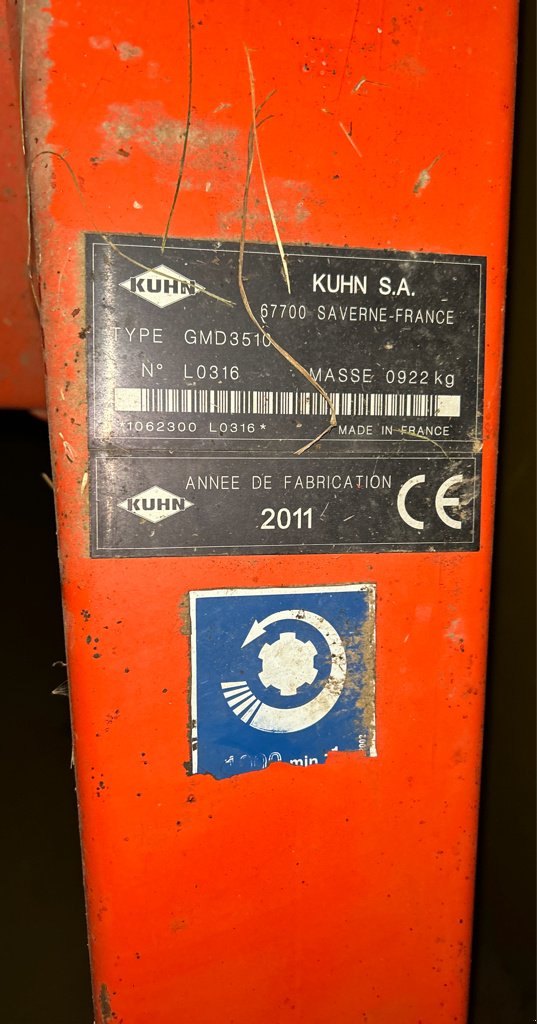 KUHN
KUHN S.A.
67700 SAVERNE-FRANCE
TYPE GMD3510
N° L0316 MASSE 0922 kg
*1062300 L0316*
MADE IN FRANCE
KUHN
ANNEE DE FABRICATION
2011
CE
min